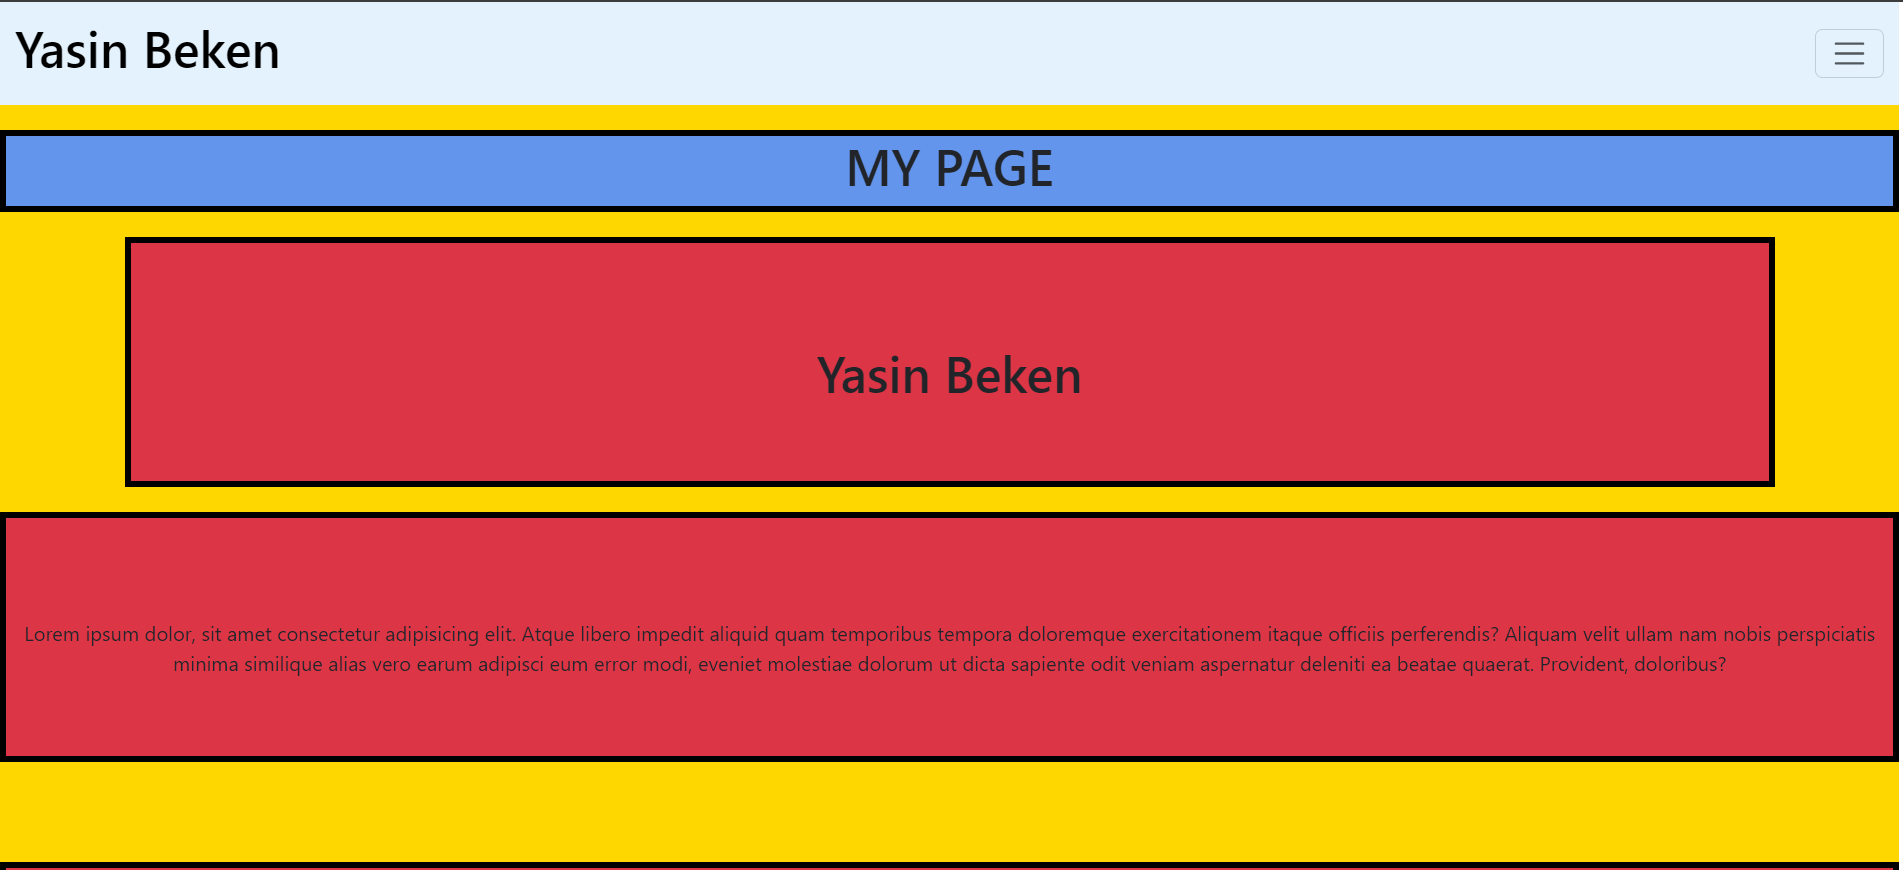 Yasin Beken
MY PAGE
Yasin Beken
Lorem ipsum dolor, sit amet consectetur adipisicing elit. Atque libero impedit aliquid quam temporibus tempora doloremque exercitationem itaque officiis perferendis? Aliquam velit ullam nam nobis perspiciatis
minima similique alias vero earum adipisci eum error modi, eveniet molestiae dolorum ut dicta sapiente odit veniam aspernatur deleniti ea beatae quaerat. Provident, doloribus?